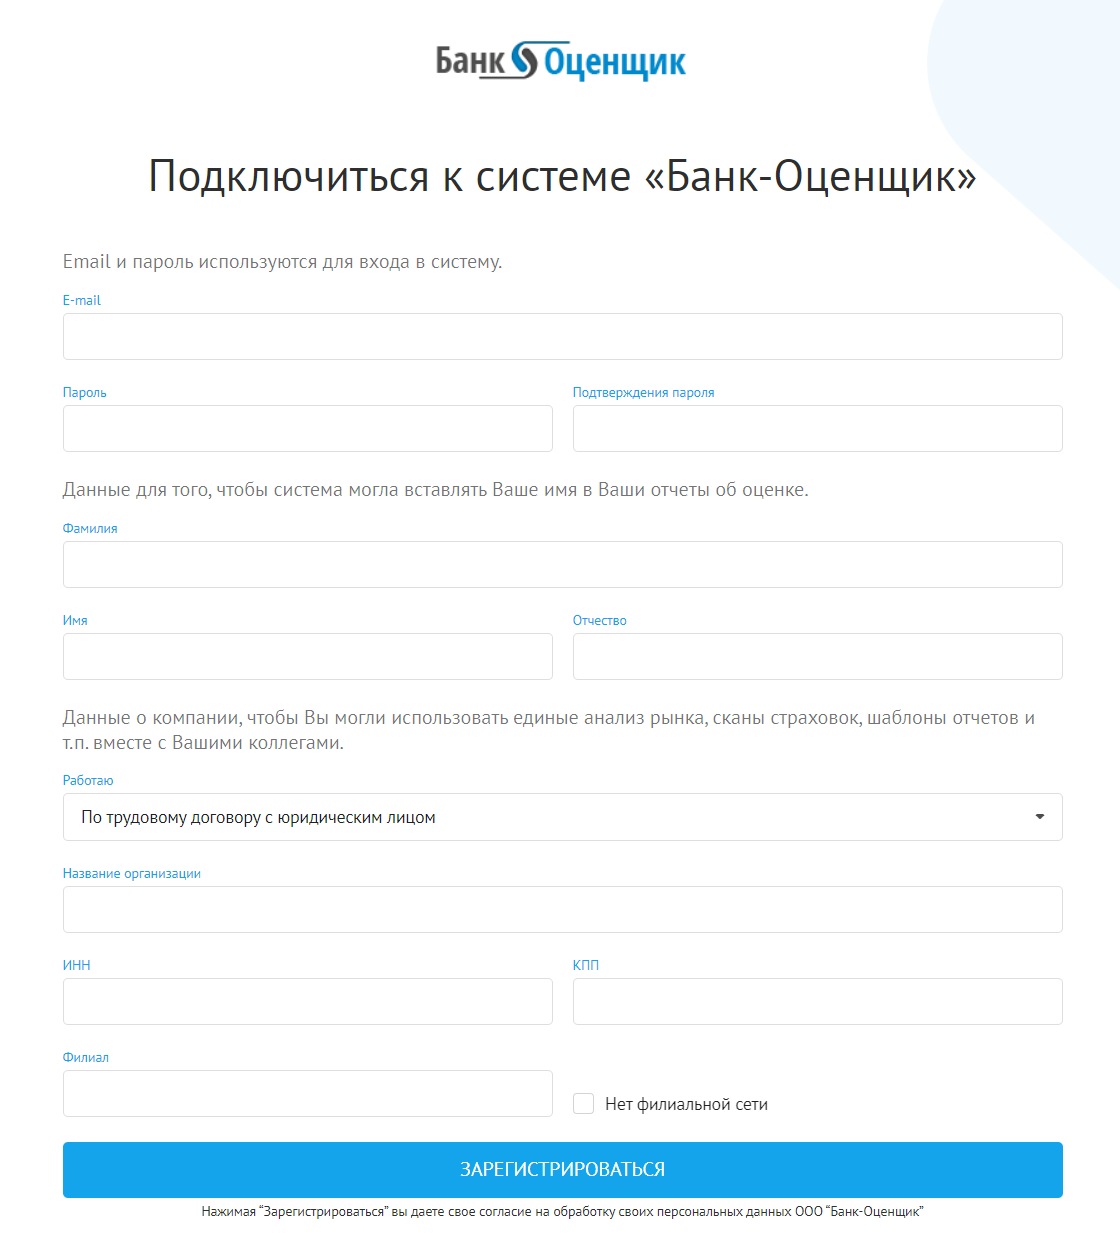 Банк Оценщик
Подключиться к системе «Банк-Оценщик»
Email и пароль используются для входа в систему.
E-mail
Пароль
Подтверждения пароля
Данные для того, чтобы система могла вставлять Ваше имя в Ваши отчеты об оценке.
Фамилия
Имя
Отчество
Данные о компании, чтобы Вы могли использовать единые анализ рынка, сканы страховок, шаблоны отчетов и
т.п. вместе с Вашими коллегами.
Работаю
По трудовому договору с юридическим лицом
Название организации
ИНН
КПП
Филиал
Нет филиальной сети
ЗАРЕГИСТРИРОВАТЬСЯ
Нажимая “Зарегистрироваться” вы даете свое согласие на обработку своих персональных данных ООО “Банк-Оценщик”